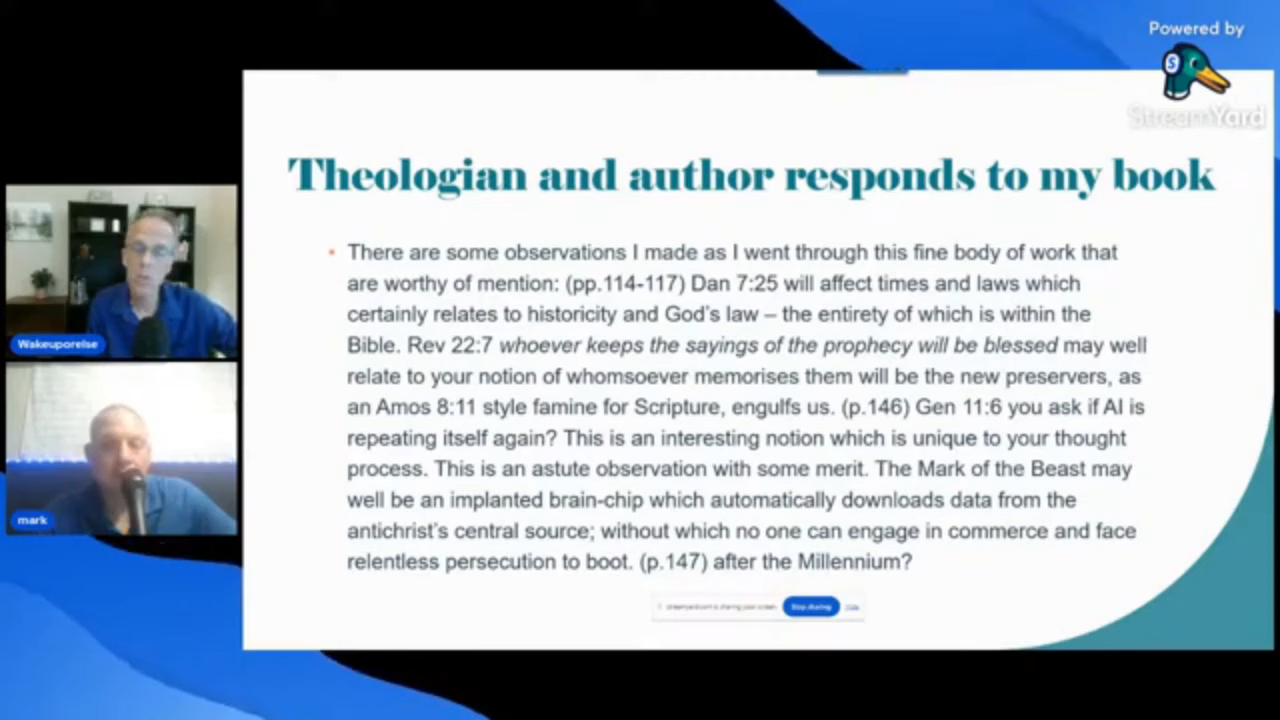 Powered by
StreamYard
Theologian and author responds to my book
• There are some observations I made as I went through this fine body of work that
are worthy of mention: (pp.114-117) Dan 7:25 will affect times and laws which
certainly relates to historicity and God's law – the entirety of which is within the
Bible. Rev 22:7 whoever keeps the sayings of the prophecy will be blessed may well
relate to your notion of whomsoever memorises them will be the new preservers, as
an Amos 8:11 style famine for Scripture, engulfs us. (p.146) Gen 11:6 you ask if AI is
repeating itself again? This is an interesting notion which is unique to your thought
process. This is an astute observation with some merit. The Mark of the Beast may
well be an implanted brain-chip which automatically downloads data from the
antichrist's central source; without which no one can engage in commerce and face
relentless persecution to boot. (p.147) after the Millennium?
Wakeuporelse
mark
streamyard.com is sharing your screen.
Stop sharing
Hide